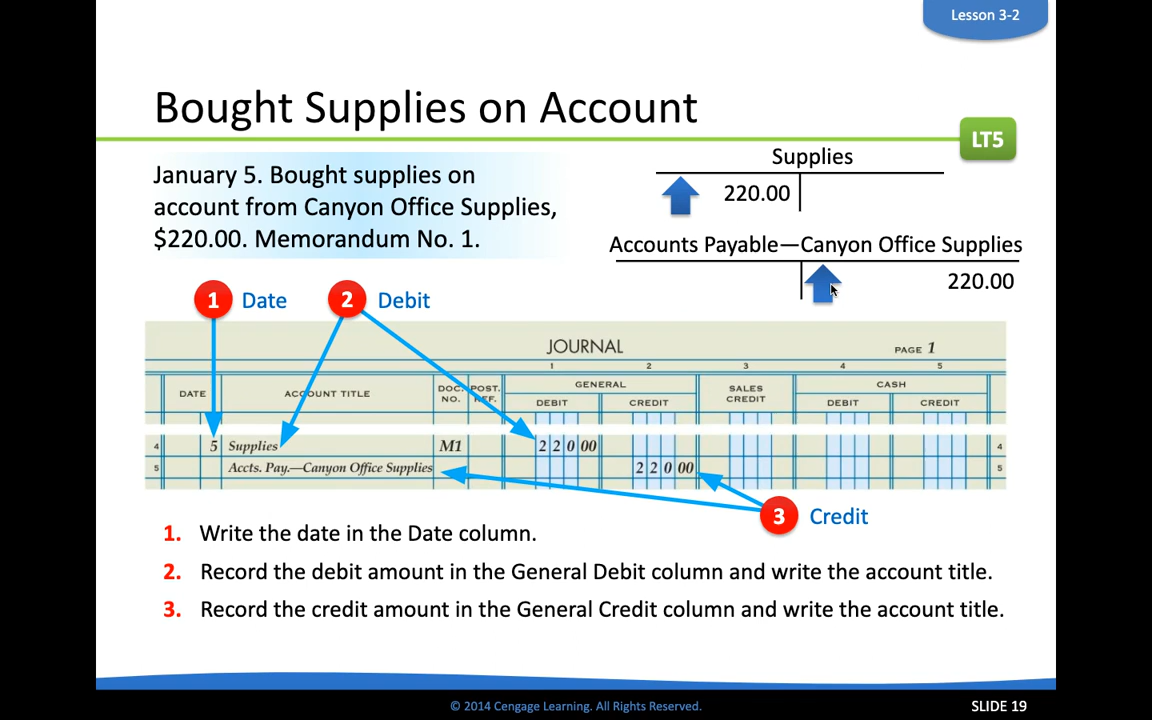 Lesson 3-2
Bought Supplies on Account
LT5
January 5. Bought supplies on
account from Canyon Office Supplies,
$220.00. Memorandum No. 1.
Supplies
220.00
Accounts Payable—Canyon Office Supplies
220.00
1 Date
2 Debit
JOURNAL
PAGE 1
1 2 3 4 5
DATE ACCOUNT TITLE DOC. NO. POST. REF. GENERAL SALES CREDIT CASH
DEBIT CREDIT DEBIT CREDIT
4 5 Supplies M1 220 00 4
5 Accts. Pay.—Canyon Office Supplies 220 00 5
3 Credit
1. Write the date in the Date column.
2. Record the debit amount in the General Debit column and write the account title.
3. Record the credit amount in the General Credit column and write the account title.
© 2014 Cengage Learning. All Rights Reserved.
SLIDE 19